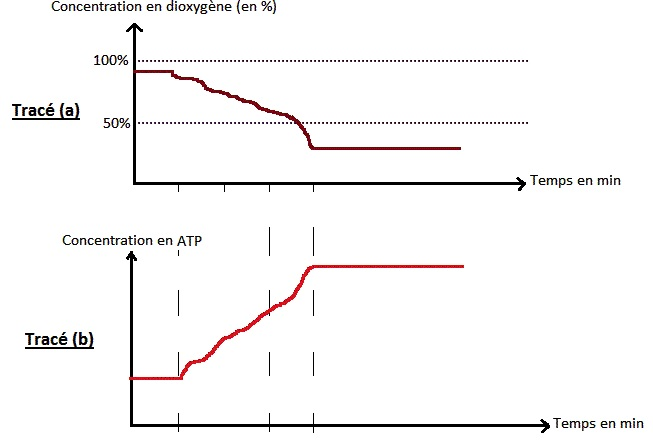 Concentration en dioxygène (en %)
100%
Tracé (a)
50%
Temps en min
Concentration en ATP
Tracé (b)
Temps en min